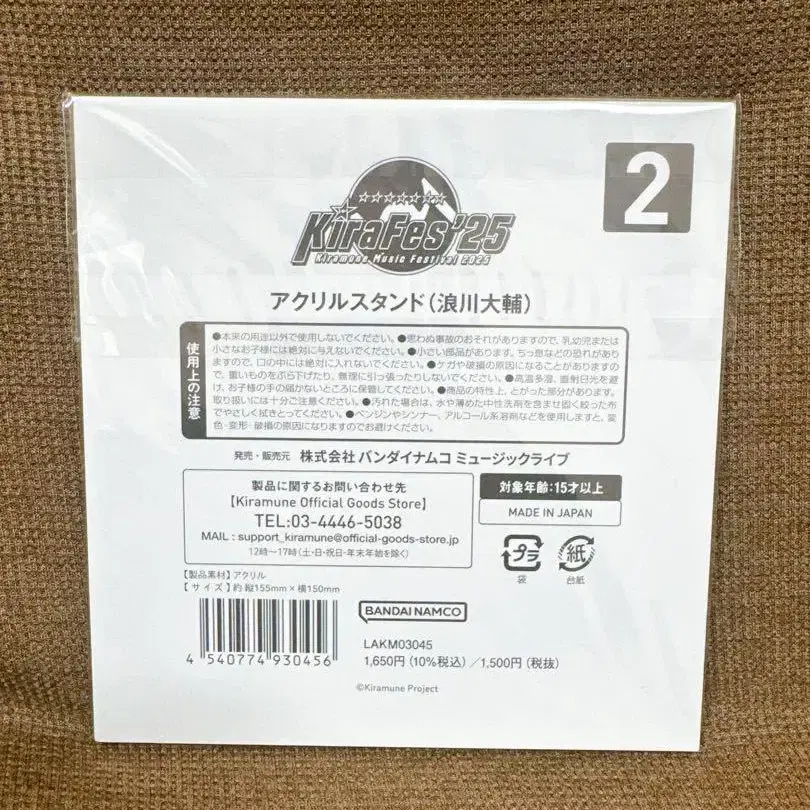 2
KiraFes'25
Kiramune Music Festival 2025
アクリルスタンド(浪川大輔)
使用上の注意
●本来の用途以外で使用しないでください。●思わぬ事故のおそれがありますので、乳幼児または
小さなお子様には絶対に与えないでください。●小さい部品があります。ちっ息などの恐れがありま
すので、口の中には絶対に入れないでください。●ケガや破損の原因になることがありますの
で、重いものをぶら下げたり、無理に引っ張ったりしないでください。●高温多湿、直射日光を避
け、お子様の手の届かないところに保管してください。●商品の特性上、とがった部分があります。
取り扱いには十分ご注意ください。●汚れた場合は、水や薄めた中性洗剤を含ませ固く絞った布
でやさしく拭きとってください。●ベンジンやシンナー、アルコール系溶剤などを使用しますと、変
色・変形・破損の原因になりますのでお避けください。
発売・販売元 株式会社バンダイナムコミュージックライブ
製品に関するお問い合わせ先
【Kiramune Official Goods Store】
TEL:03-4446-5038
MAIL : support_kiramune@official-goods-store.jp
12時〜17時(土・日・祝日・年末年始を除く)
対象年齢:15才以上
MADE IN JAPAN
プラ
袋
紙
台紙
【製品素材】アクリル
【サイズ】約 縦155mm×横150mm
4 540774 930456
BANDAI NAMCO
LAKM03045
1,650円(10%税込)/1,500円(税抜)
©Kiramune Project